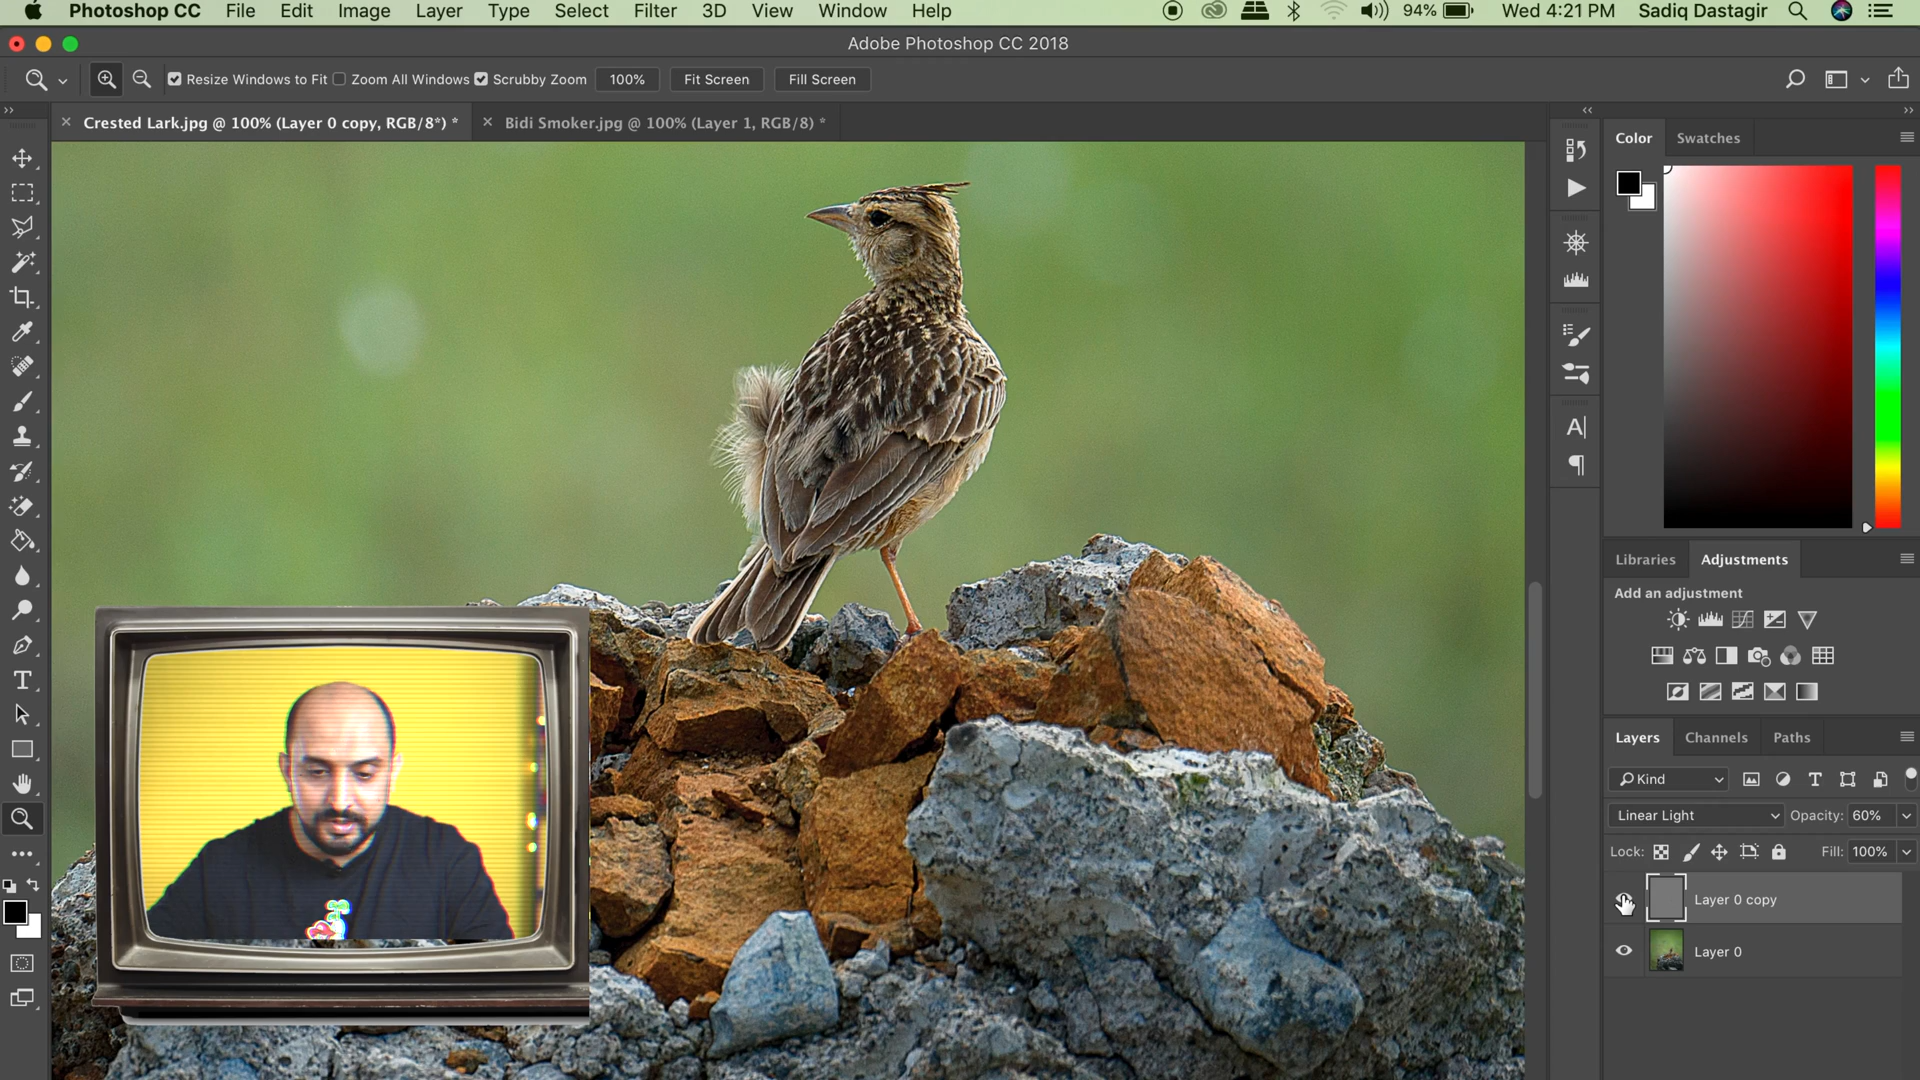 Photoshop CC File Edit Image Layer Type Select Filter 3D View Window Help 94% Wed 4:21 PM Sadiq Dastagir
Adobe Photoshop CC 2018
Resize Windows to Fit Zoom All Windows Scrubby Zoom 100% Fit Screen Fill Screen
Crested Lark.jpg @ 100% (Layer 0 copy, RGB/8*) * Bidi Smoker.jpg @ 100% (Layer 1, RGB/8) *
Color Swatches
Libraries Adjustments
Add an adjustment
Layers Channels Paths
Kind
Linear Light Opacity: 60%
Lock: Fill: 100%
Layer 0 copy
Layer 0